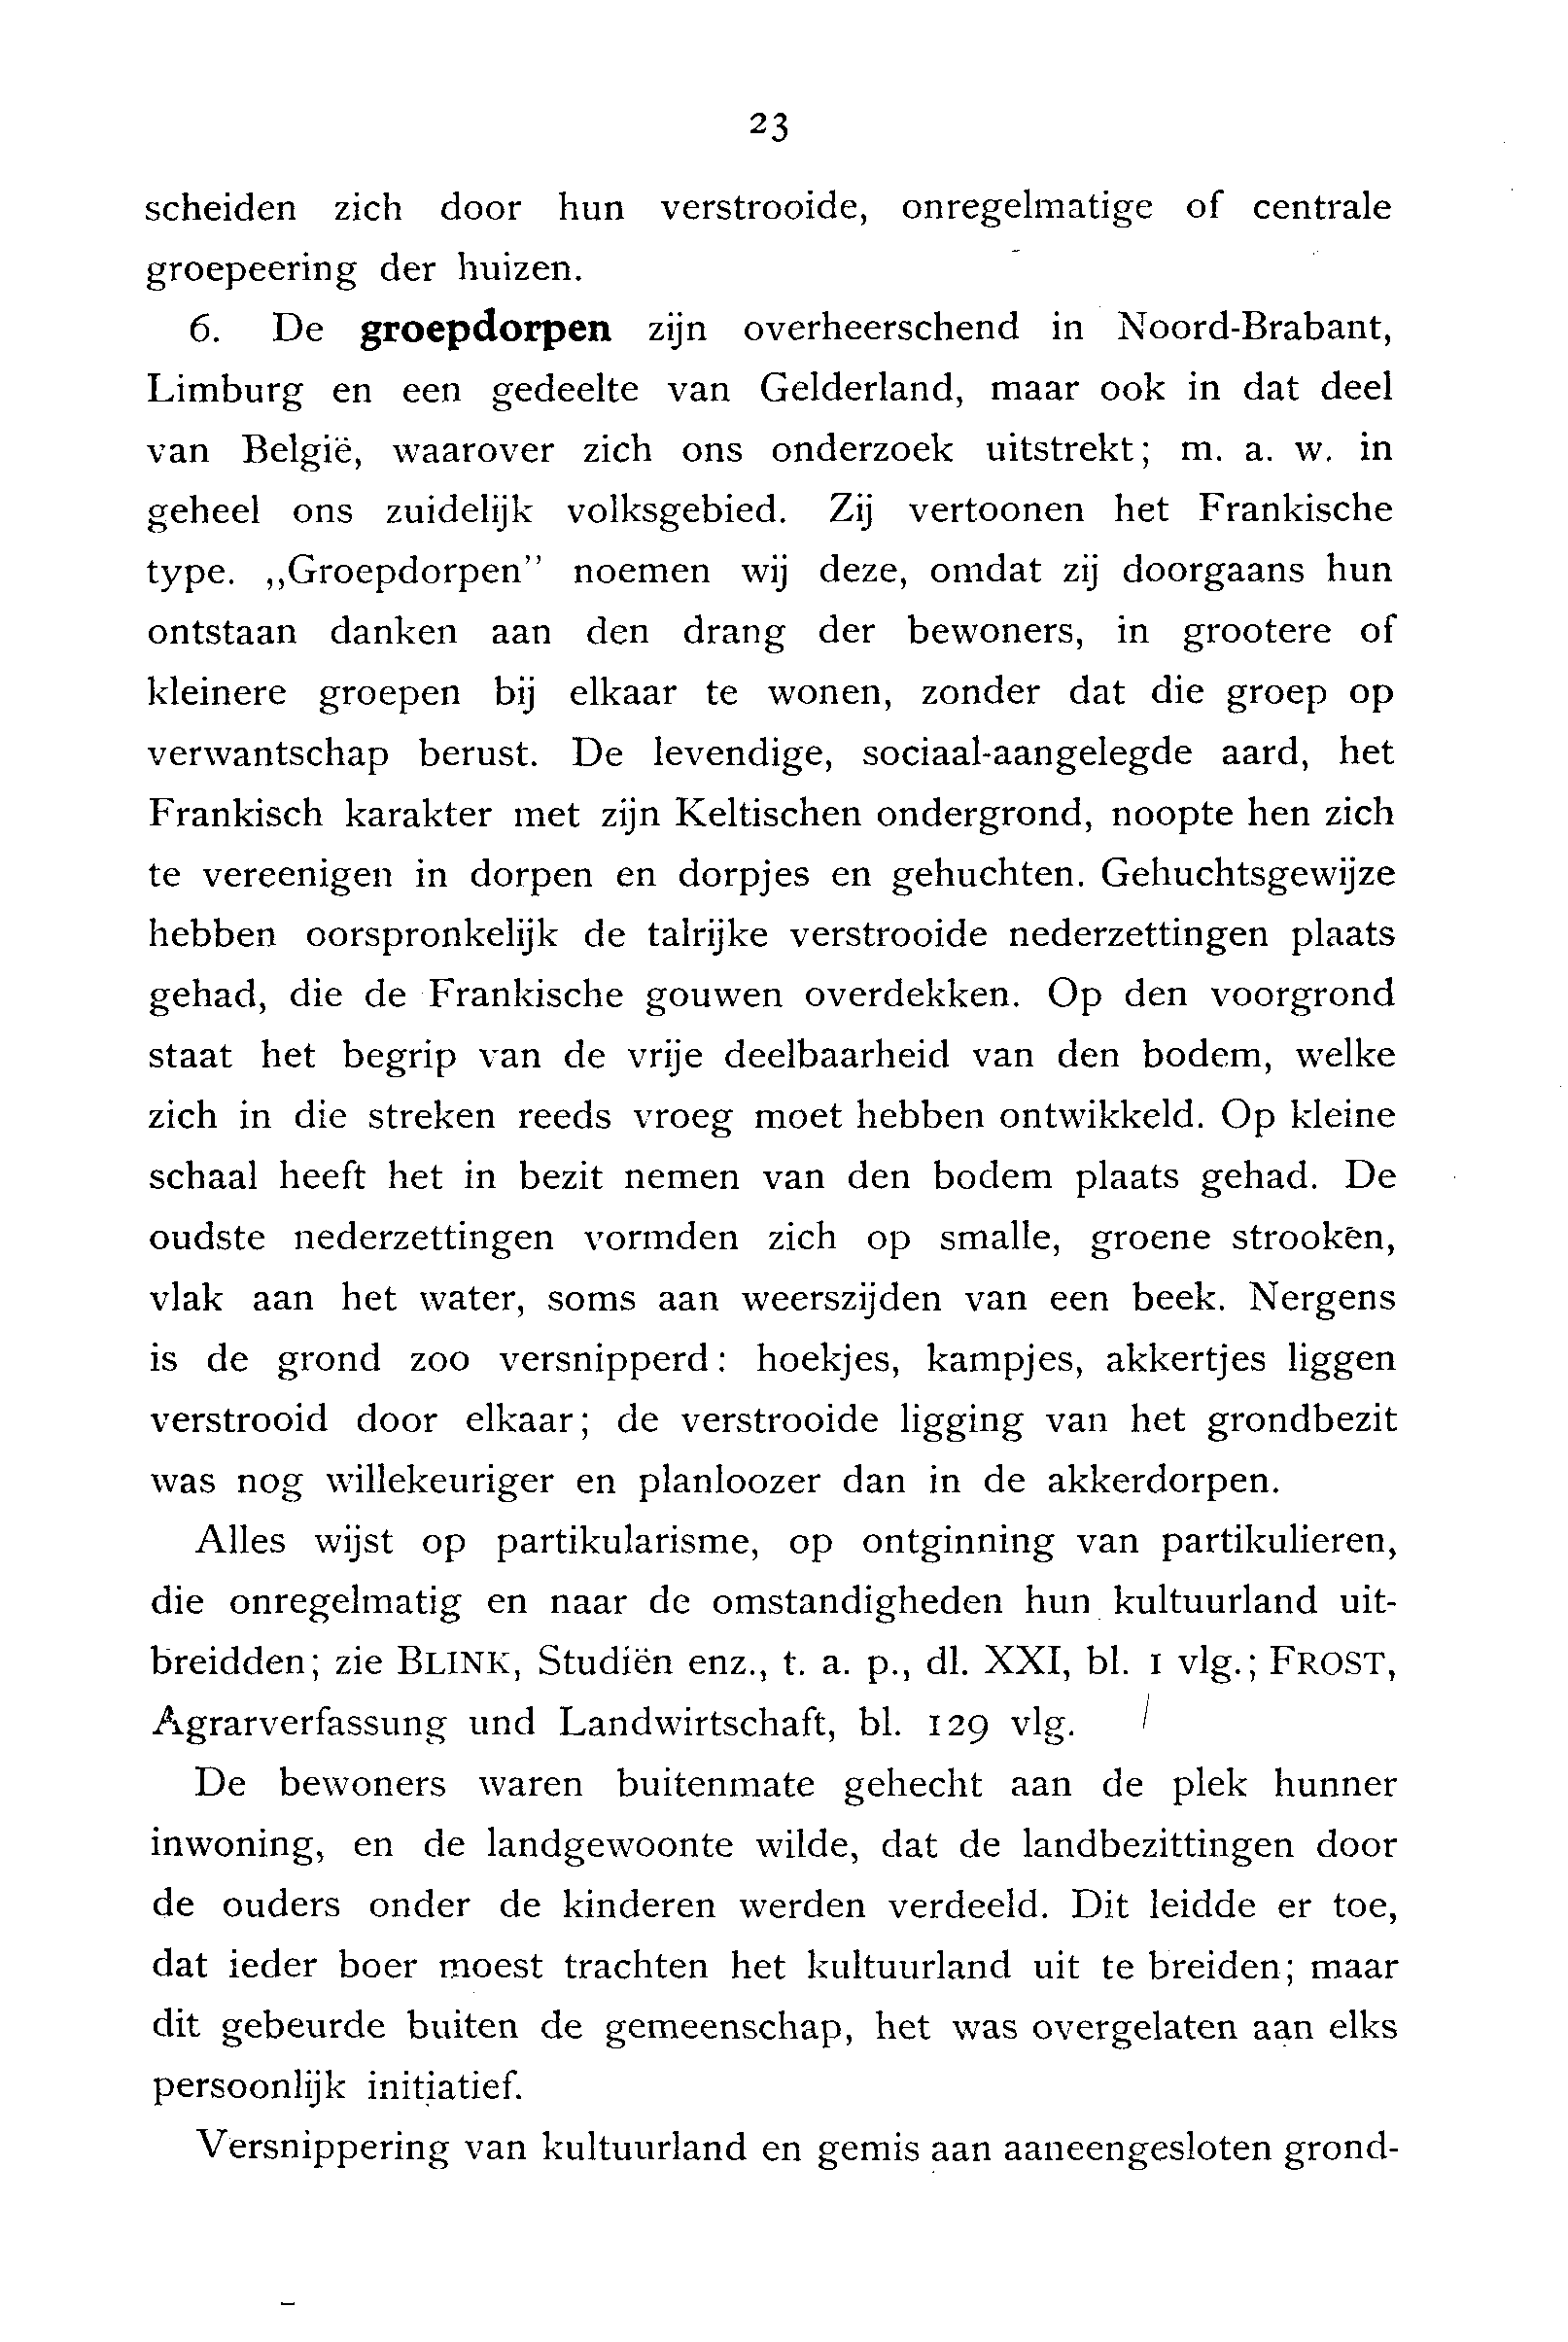 23
scheiden zich door hun verstrooide, onregelmatige of centrale
groepeering der huizen.
6. De groepdorpen zijn overheerschend in Noord-Brabant,
Limburg en een gedeelte van Gelderland, maar ook in dat deel
van België, waarover zich ons onderzoek uitstrekt; m. a. w. in
geheel ons zuidelijk volksgebied. Zij vertoonen het Frankische
type. ,,Groepdorpen” noemen wij deze, omdat zij doorgaans hun
ontstaan danken aan den drang der bewoners, in grootere of
kleinere groepen bij elkaar te wonen, zonder dat die groep op
verwantschap berust. De levendige, sociaal-aangelegde aard, het
Frankisch karakter met zijn Keltischen ondergrond, noopte hen zich
te vereenigen in dorpen en dorpjes en gehuchten. Gehuchtsgewijze
hebben oorspronkelijk de talrijke verstrooide nederzettingen plaats
gehad, die de Frankische gouwen overdekken. Op den voorgrond
staat het begrip van de vrije deelbaarheid van den bodem, welke
zich in die streken reeds vroeg moet hebben ontwikkeld. Op kleine
schaal heeft het in bezit nemen van den bodem plaats gehad. De
oudste nederzettingen vormden zich op smalle, groene strooken,
vlak aan het water, soms aan weerszijden van een beek. Nergens
is de grond zoo versnipperd: hoekjes, kampjes, akkertjes liggen
verstrooid door elkaar; de verstrooide ligging van het grondbezit
was nog willekeuriger en planloozer dan in de akkerdorpen.
Alles wijst op partikularisme, op ontginning van partikulieren,
die onregelmatig en naar de omstandigheden hun kultuurland uit-
breidden; zie BLINK, Studiën enz., t. a. p., dl. XXI, bl. 1 vlg.; FROST,
Agrarverfassung und Landwirtschaft, bl. 129 vlg.
De bewoners waren buitenmate gehecht aan de plek hunner
inwoning, en de landgewoonte wilde, dat de landbezittingen door
de ouders onder de kinderen werden verdeeld. Dit leidde er toe,
dat ieder boer moest trachten het kultuurland uit te breiden; maar
dit gebeurde buiten de gemeenschap, het was overgelaten aan elks
persoonlijk initiatief.
Versnippering van kultuurland en gemis aan aaneengesloten grond-